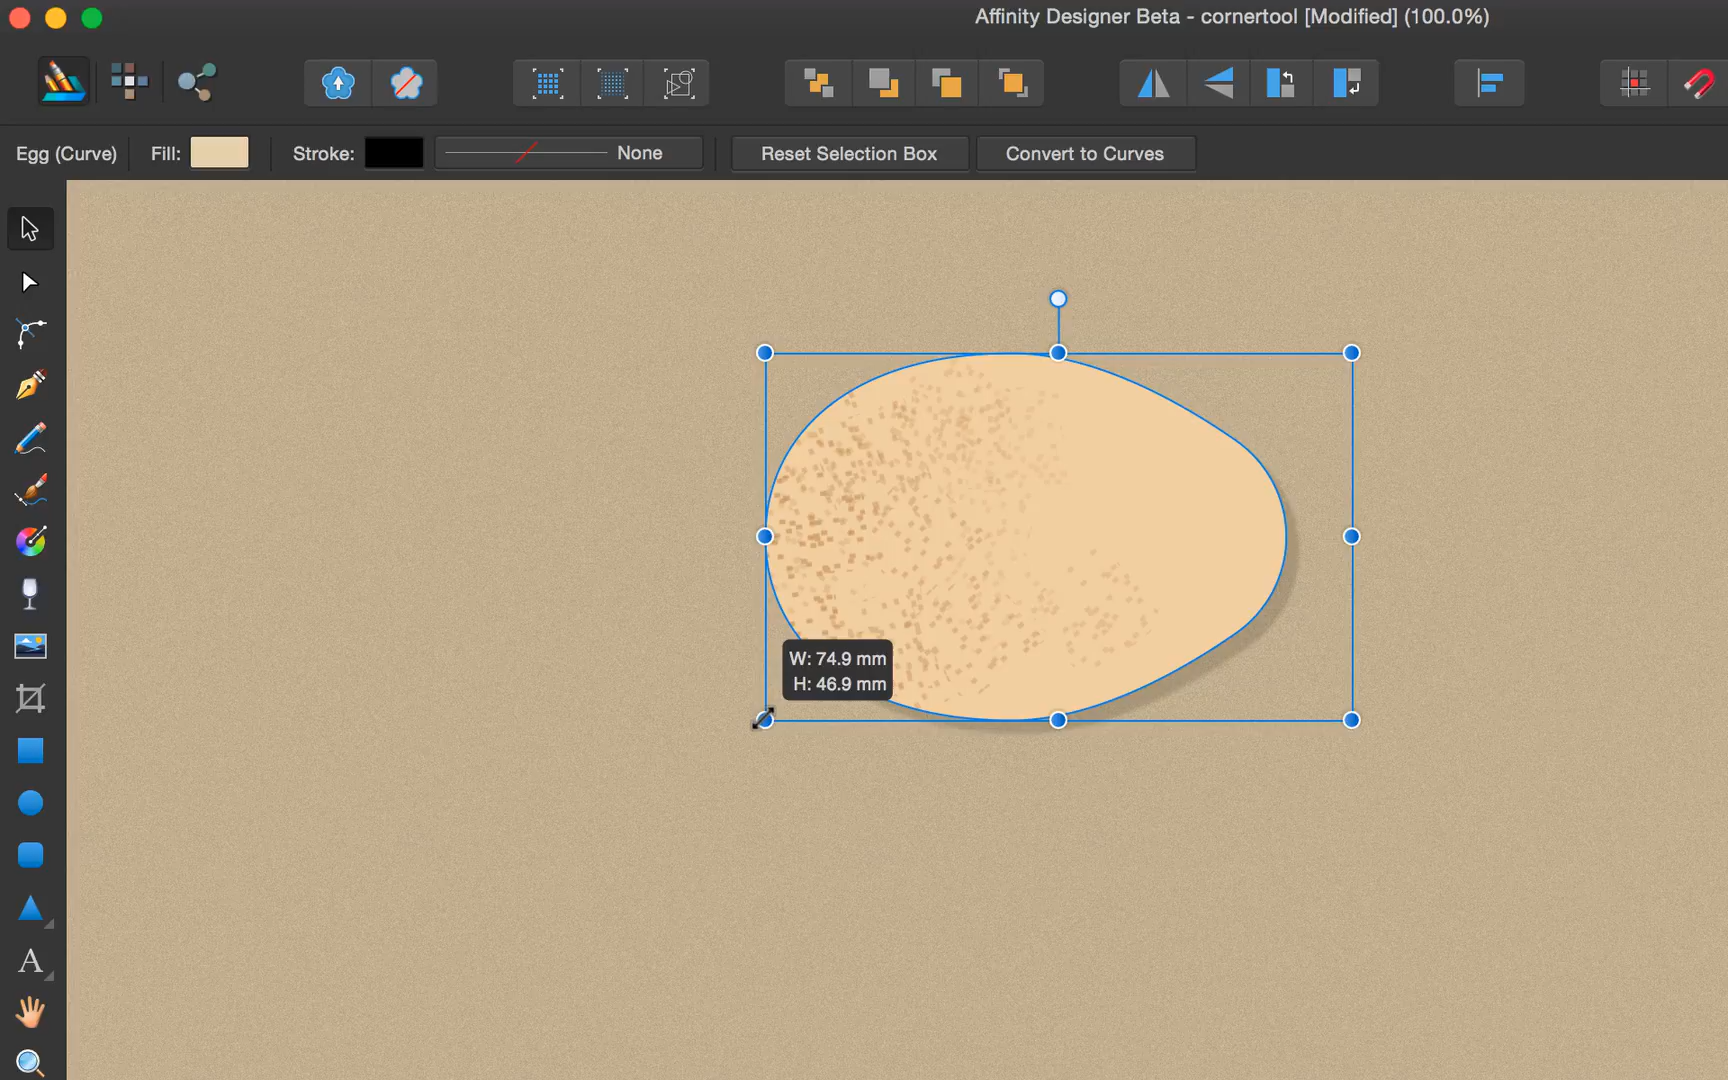 Affinity Designer Beta - cornertool [Modified] (100.0%)
Egg (Curve) Fill: Stroke: None Reset Selection Box Convert to Curves
W: 74.9 mm
H: 46.9 mm
A